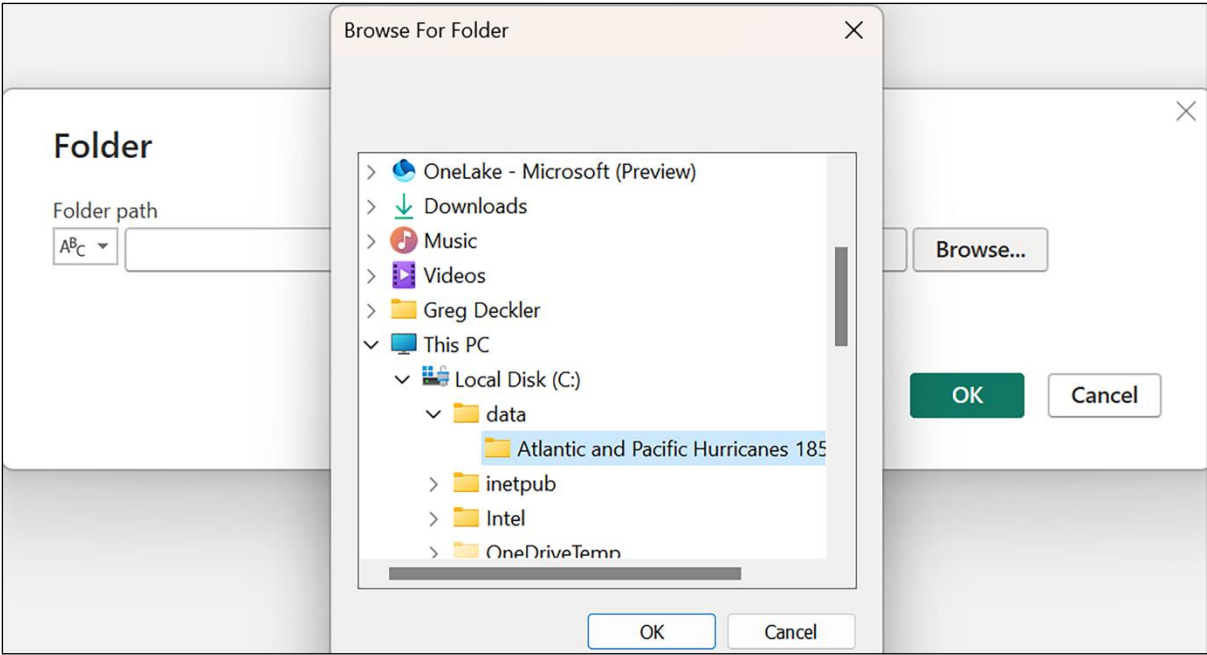 Browse For Folder
Folder
Folder path
ABC
Browse...
OneLake - Microsoft (Preview)
Downloads
Music
Videos
Greg Deckler
This PC
Local Disk (C:)
data
Atlantic and Pacific Hurricanes 185
inetpub
Intel
OneDriveTemp
OK Cancel
OK Cancel